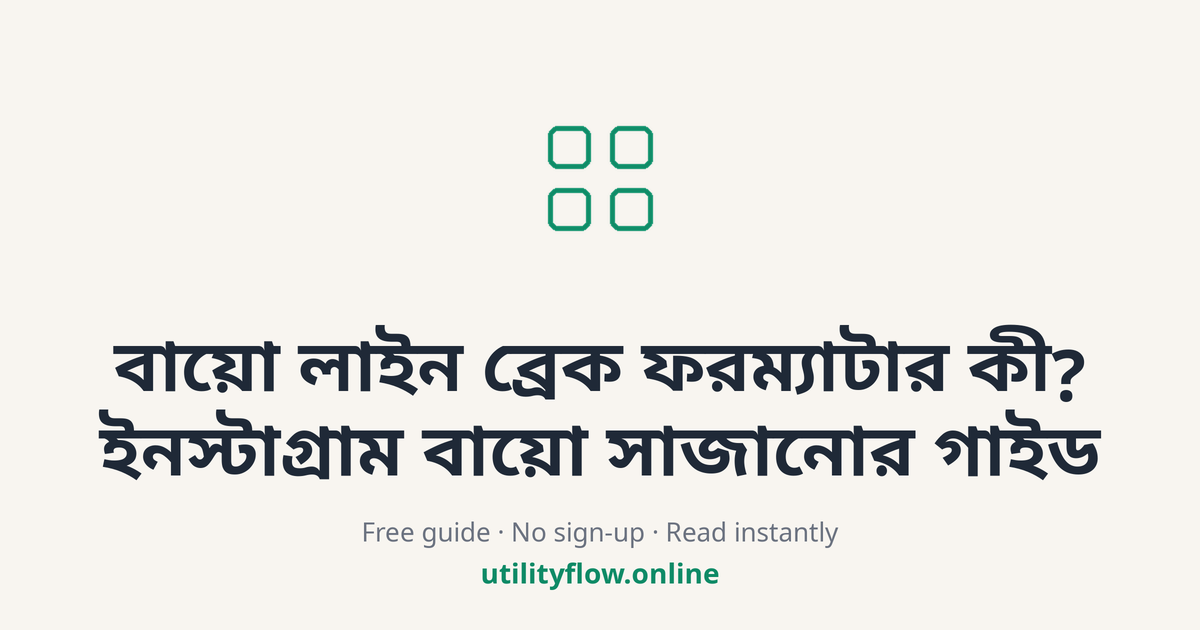 বায়ো লাইন ব্রেক ফরম্যাটার কী?
ইনস্টাগ্রাম বায়ো সাজানোর গাইড
Free guide · No sign-up · Read instantly
utilityflow.online